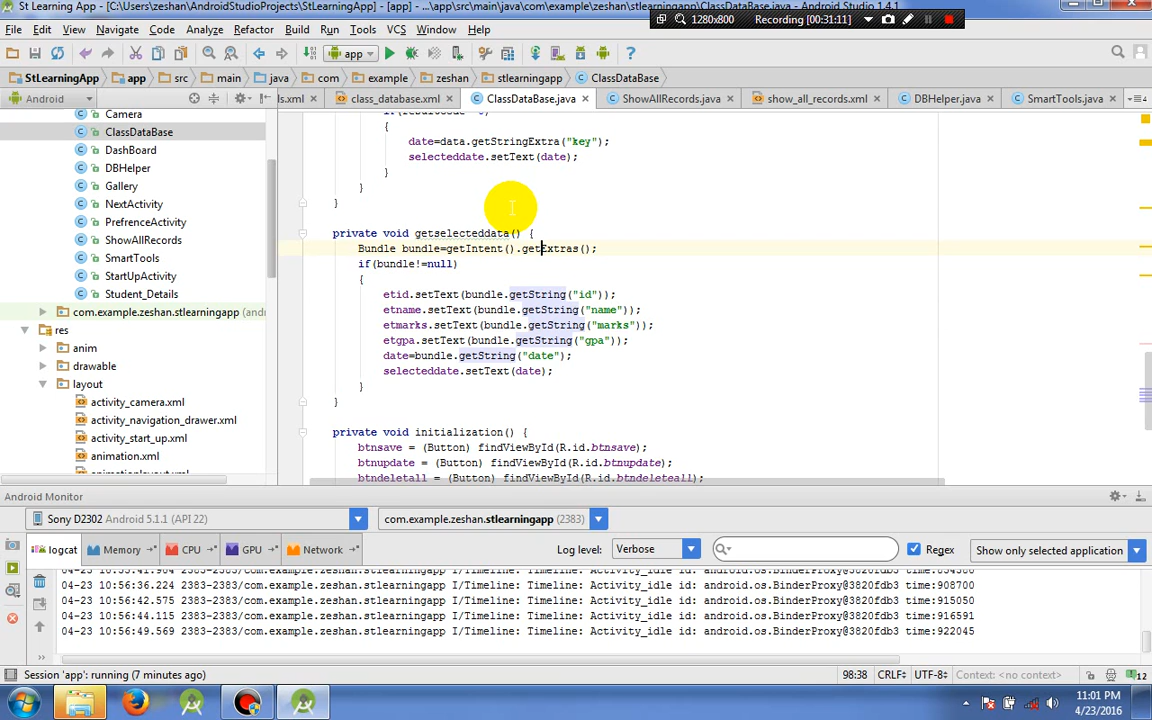 St Learning App - [C:\Users\zeshan\AndroidStudioProjects\StLearningApp] - [app] - ...\app\src\main\java\com\example\zeshan\stlearningapp\ClassDataBase.java - Android Studio 1.4.1
1280x800 Recording [00:31:11]
File Edit View Navigate Code Analyze Refactor Build Run Tools VCS Window Help
app
StLearningApp app src main java com example zeshan stlearningapp ClassDataBase
Android
ls.xml class_database.xml ClassDataBase.java ShowAllRecords.java show_all_records.xml DBHelper.java SmartTools.java
Camera
ClassDataBase
DashBoard
DBHelper
Gallery
NextActivity
PrefrenceActivity
ShowAllRecords
SmartTools
StartUpActivity
Student_Details
com.example.zeshan.stlearningapp
res
anim
drawable
layout
activity_camera.xml
activity_navigation_drawer.xml
activity_start_up.xml
animation.xml
{
date=data.getStringExtra("key");
selecteddate.setText(date);
}
}
}
private void getselecteddata() {
Bundle bundle=getIntent().getExtras();
if(bundle!=null)
{
etid.setText(bundle.getString("id"));
etname.setText(bundle.getString("name"));
etmarks.setText(bundle.getString("marks"));
etgpa.setText(bundle.getString("gpa"));
date=bundle.getString("date");
selecteddate.setText(date);
}
}
private void initialization() {
btnsave = (Button) findViewById(R.id.btnsave);
btnupdate = (Button) findViewById(R.id.btnupdate);
btndeletall = (Button) findViewById(R.id.btndeleteall);
Android Monitor
Sony D2302 Android 5.1.1 (API 22) com.example.zeshan.stlearningapp (2383)
logcat Memory CPU GPU Network Log level: Verbose Regex Show only selected application
04-23 10:56:36.224 2383-2383/com.example.zeshan.stlearningapp I/Timeline: Timeline: Activity_idle id: android.os.BinderProxy@3820fdb3 time:908700
04-23 10:56:42.575 2383-2383/com.example.zeshan.stlearningapp I/Timeline: Timeline: Activity_idle id: android.os.BinderProxy@3820fdb3 time:915050
04-23 10:56:44.115 2383-2383/com.example.zeshan.stlearningapp I/Timeline: Timeline: Activity_idle id: android.os.BinderProxy@3820fdb3 time:916591
04-23 10:56:49.569 2383-2383/com.example.zeshan.stlearningapp I/Timeline: Timeline: Activity_idle id: android.os.BinderProxy@3820fdb3 time:922045
Session 'app': running (7 minutes ago) 98:38 CRLF UTF-8 Context: <no context> 12
11:01 PM
4/23/2016